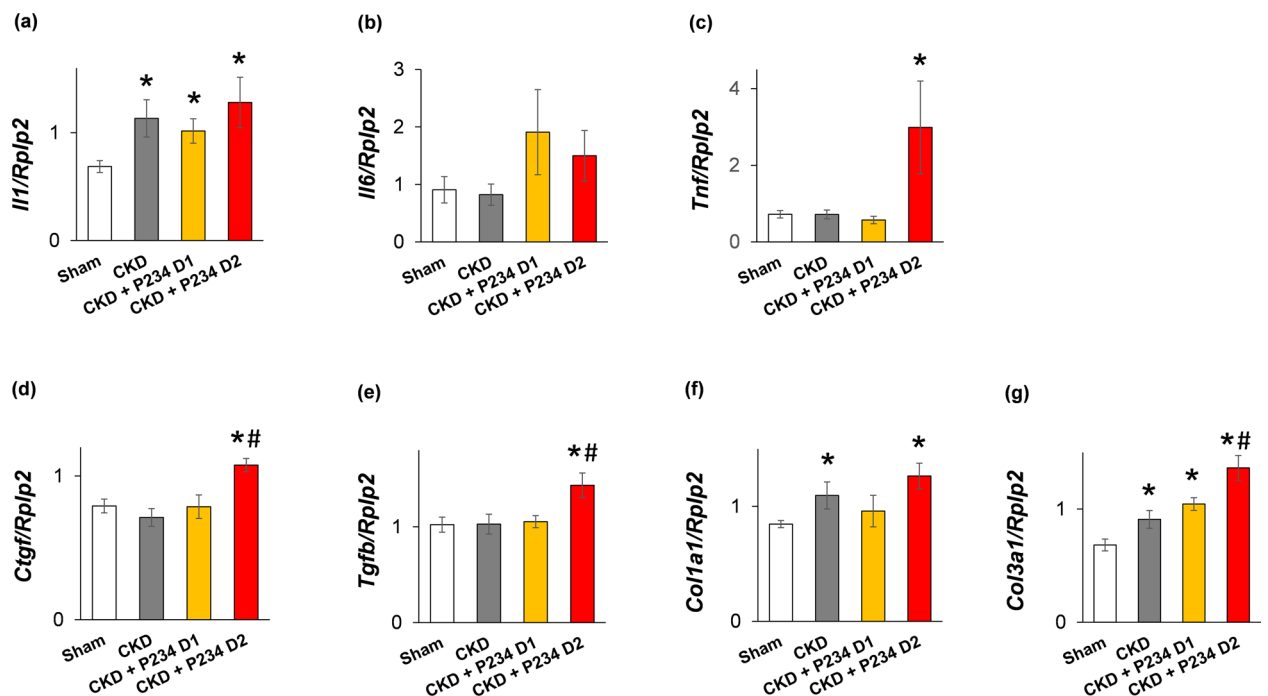 (a)
Il1/Rplp2
1
0
*
*
*
Sham
CKD
CKD + P234 D1
CKD + P234 D2
(b)
Il6/Rplp2
3
2
1
0
Sham
CKD
CKD + P234 D1
CKD + P234 D2
(c)
Tnf/Rplp2
4
2
0
*
Sham
CKD
CKD + P234 D1
CKD + P234 D2
(d)
Ctgf/Rplp2
1
0
*#
Sham
CKD
CKD + P234 D1
CKD + P234 D2
(e)
Tgfb/Rplp2
1
0
*#
Sham
CKD
CKD + P234 D1
CKD + P234 D2
(f)
Col1a1/Rplp2
1
0
*
*
Sham
CKD
CKD + P234 D1
CKD + P234 D2
(g)
Col3a1/Rplp2
1
0
*
*
*#
Sham
CKD
CKD + P234 D1
CKD + P234 D2